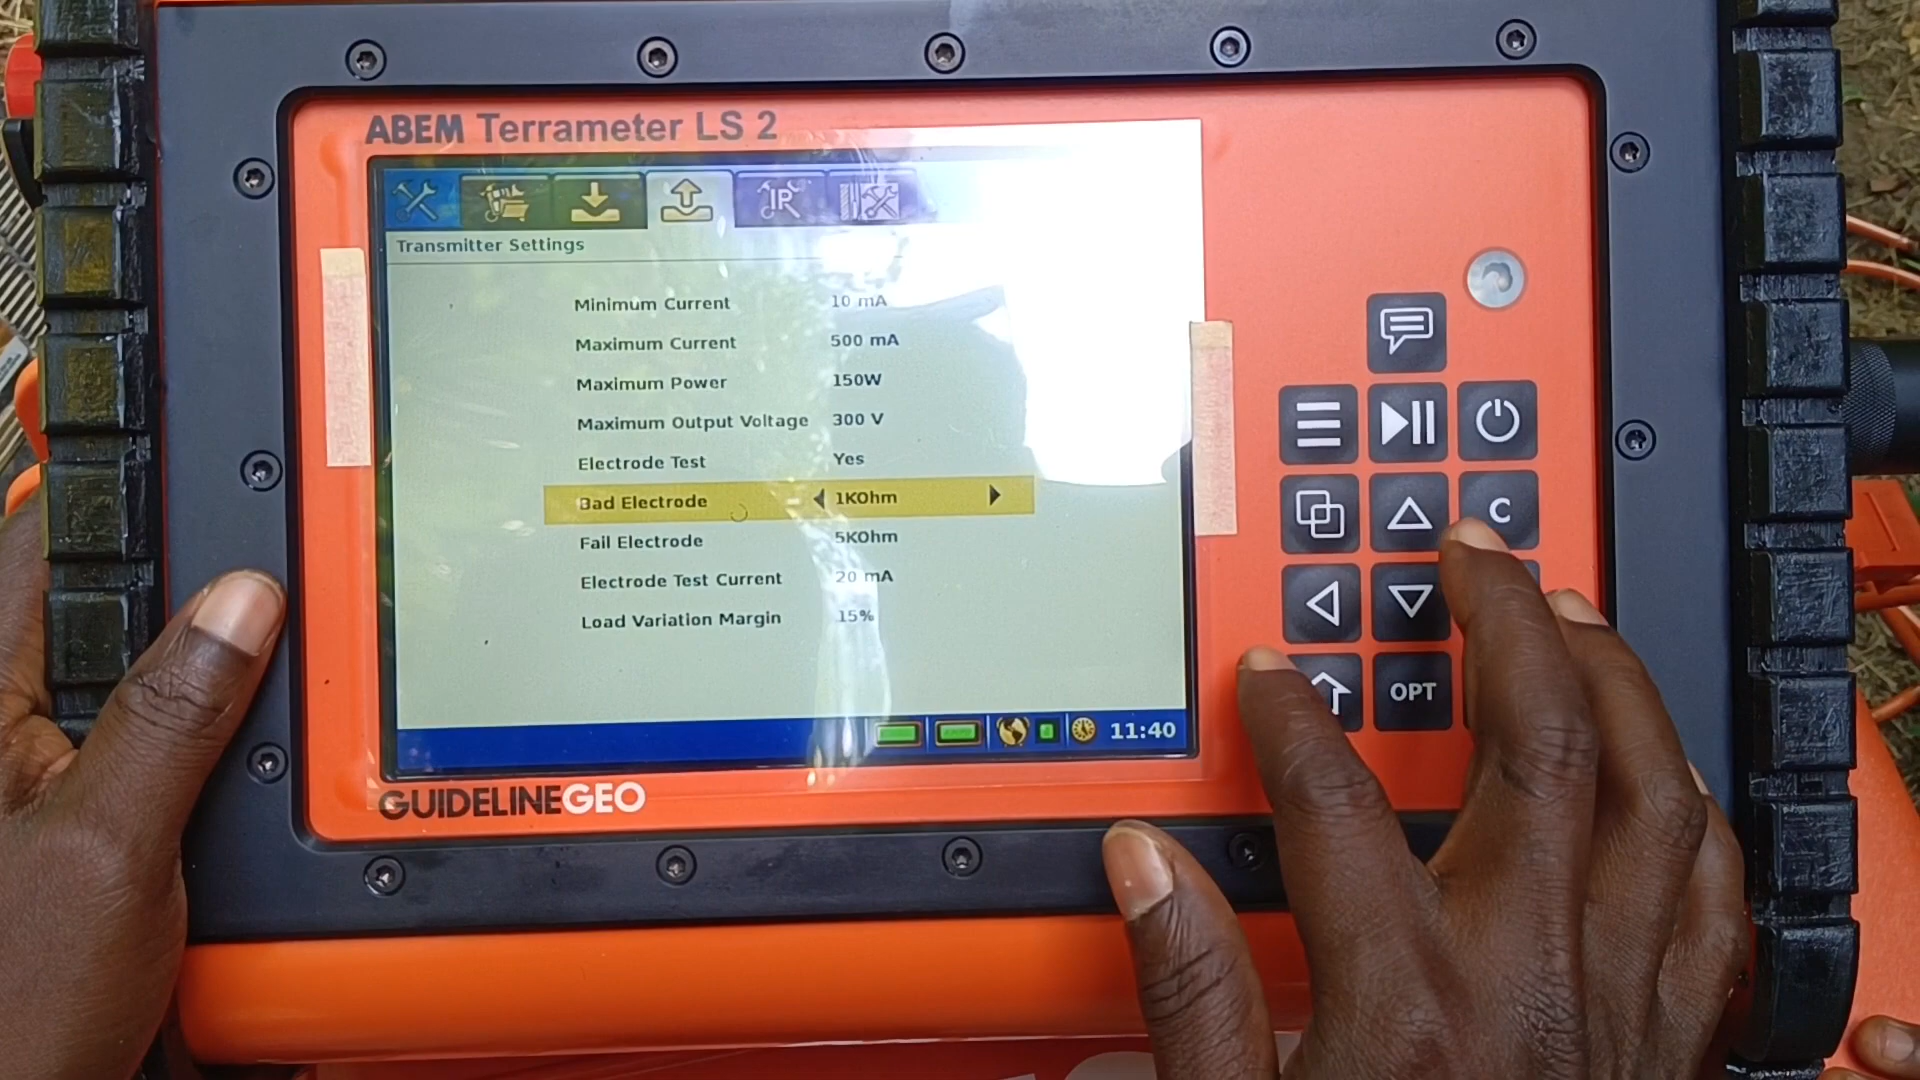 ABEM Terrameter LS 2
IP
Transmitter Settings
Minimum Current 10 mA
Maximum Current 500 mA
Maximum Power 150W
Maximum Output Voltage 300 V
Electrode Test Yes
Bad Electrode 1KOhm
Fail Electrode 5KOhm
Electrode Test Current 20 mA
Load Variation Margin 15%
11:40
GUIDELINEGEO
C
OPT